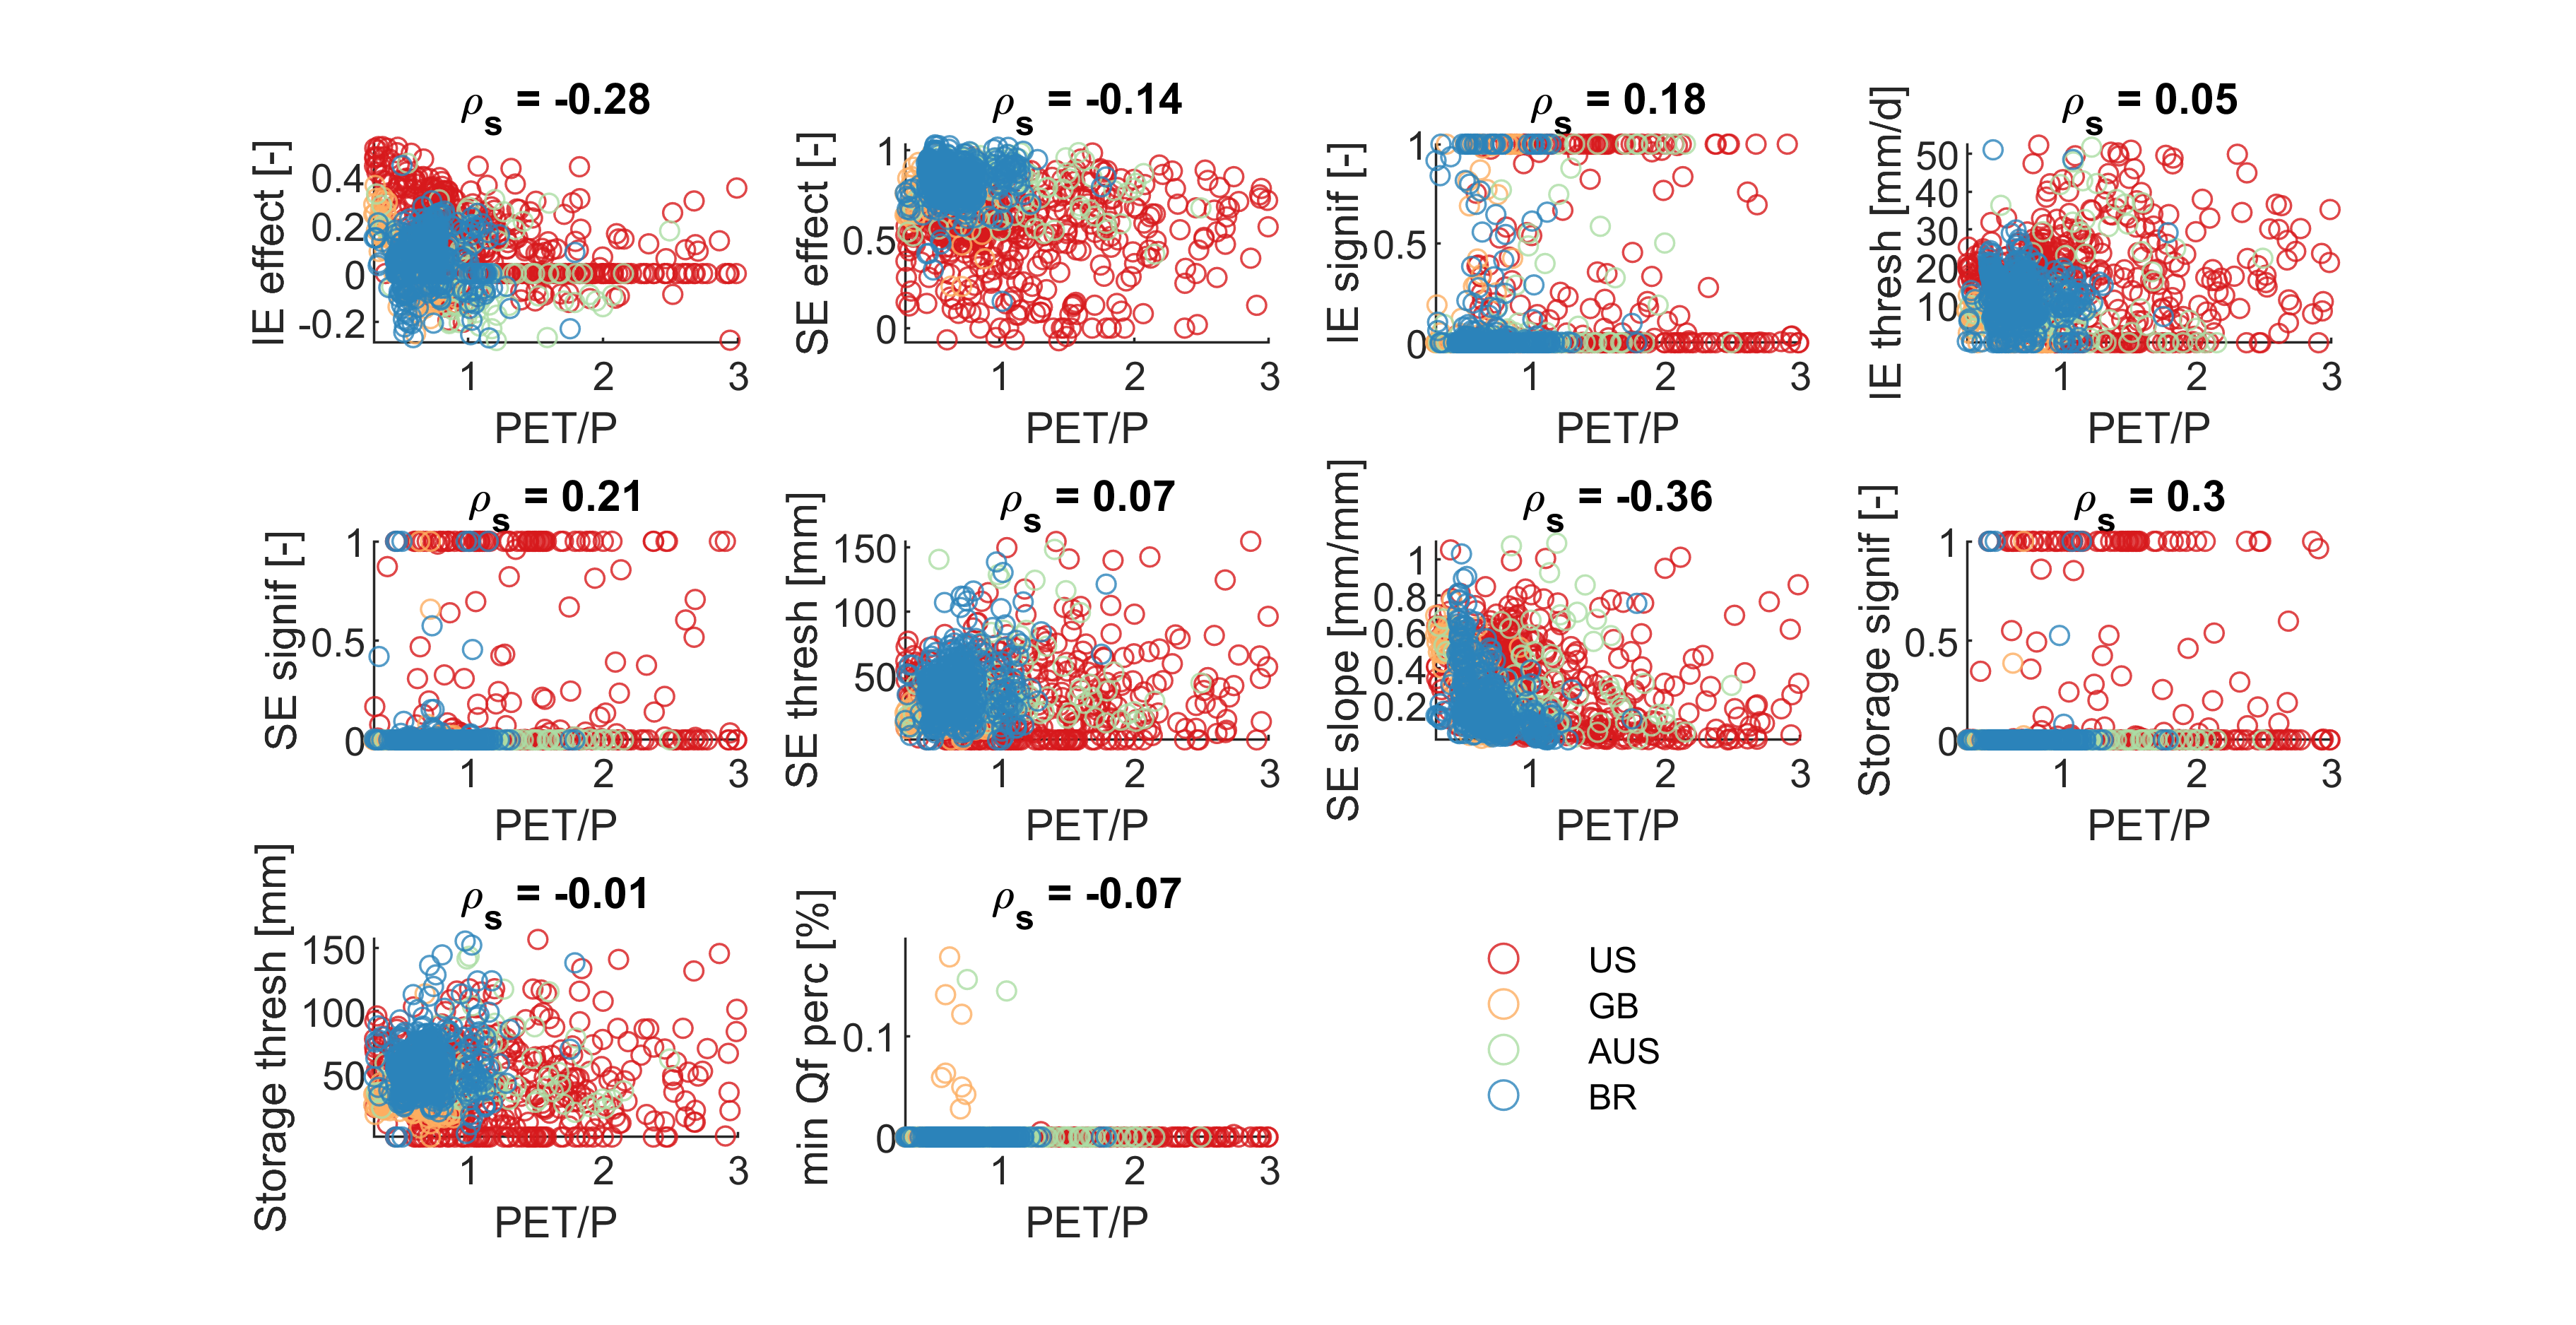 ρs = -0.28
IE effect [-]
0.4
0.2
0
-0.2
1 2 3
PET/P
ρs = -0.14
SE effect [-]
1
0.5
0
1 2 3
PET/P
ρs = 0.18
IE signif [-]
1
0.5
0
1 2 3
PET/P
ρs = 0.05
IE thresh [mm/d]
50
40
30
20
10
1 2 3
PET/P
ρs = 0.21
SE signif [-]
1
0.5
0
1 2 3
PET/P
ρs = 0.07
SE thresh [mm]
150
100
50
1 2 3
PET/P
ρs = -0.36
SE slope [mm/mm]
1
0.8
0.6
0.4
0.2
1 2 3
PET/P
ρs = 0.3
Storage signif [-]
1
0.5
0
1 2 3
PET/P
ρs = -0.01
Storage thresh [mm]
150
100
50
1 2 3
PET/P
ρs = -0.07
min Qf perc [%]
0.1
0
1 2 3
PET/P
US
GB
AUS
BR